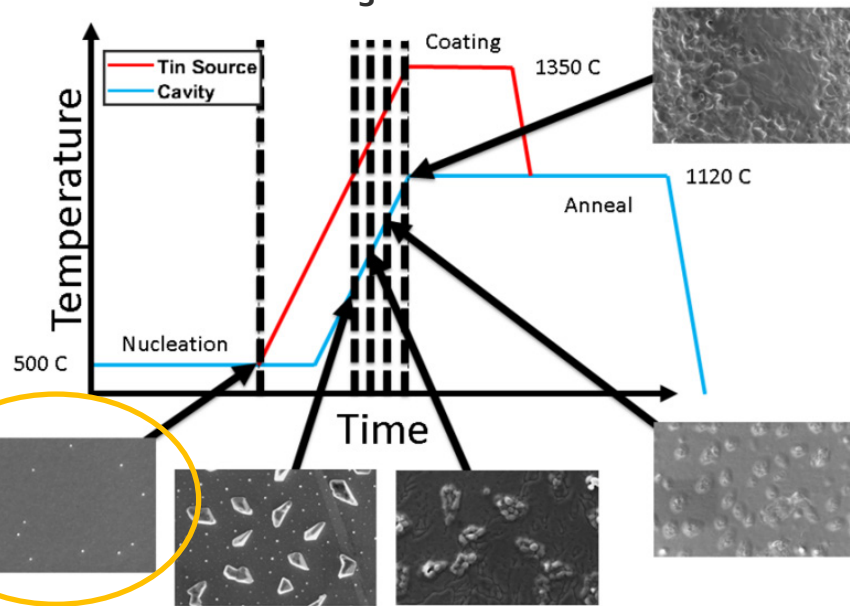 Coating
Tin Source
Cavity
1350 C
1120 C
Anneal
Temperature
Nucleation
500 C
Time